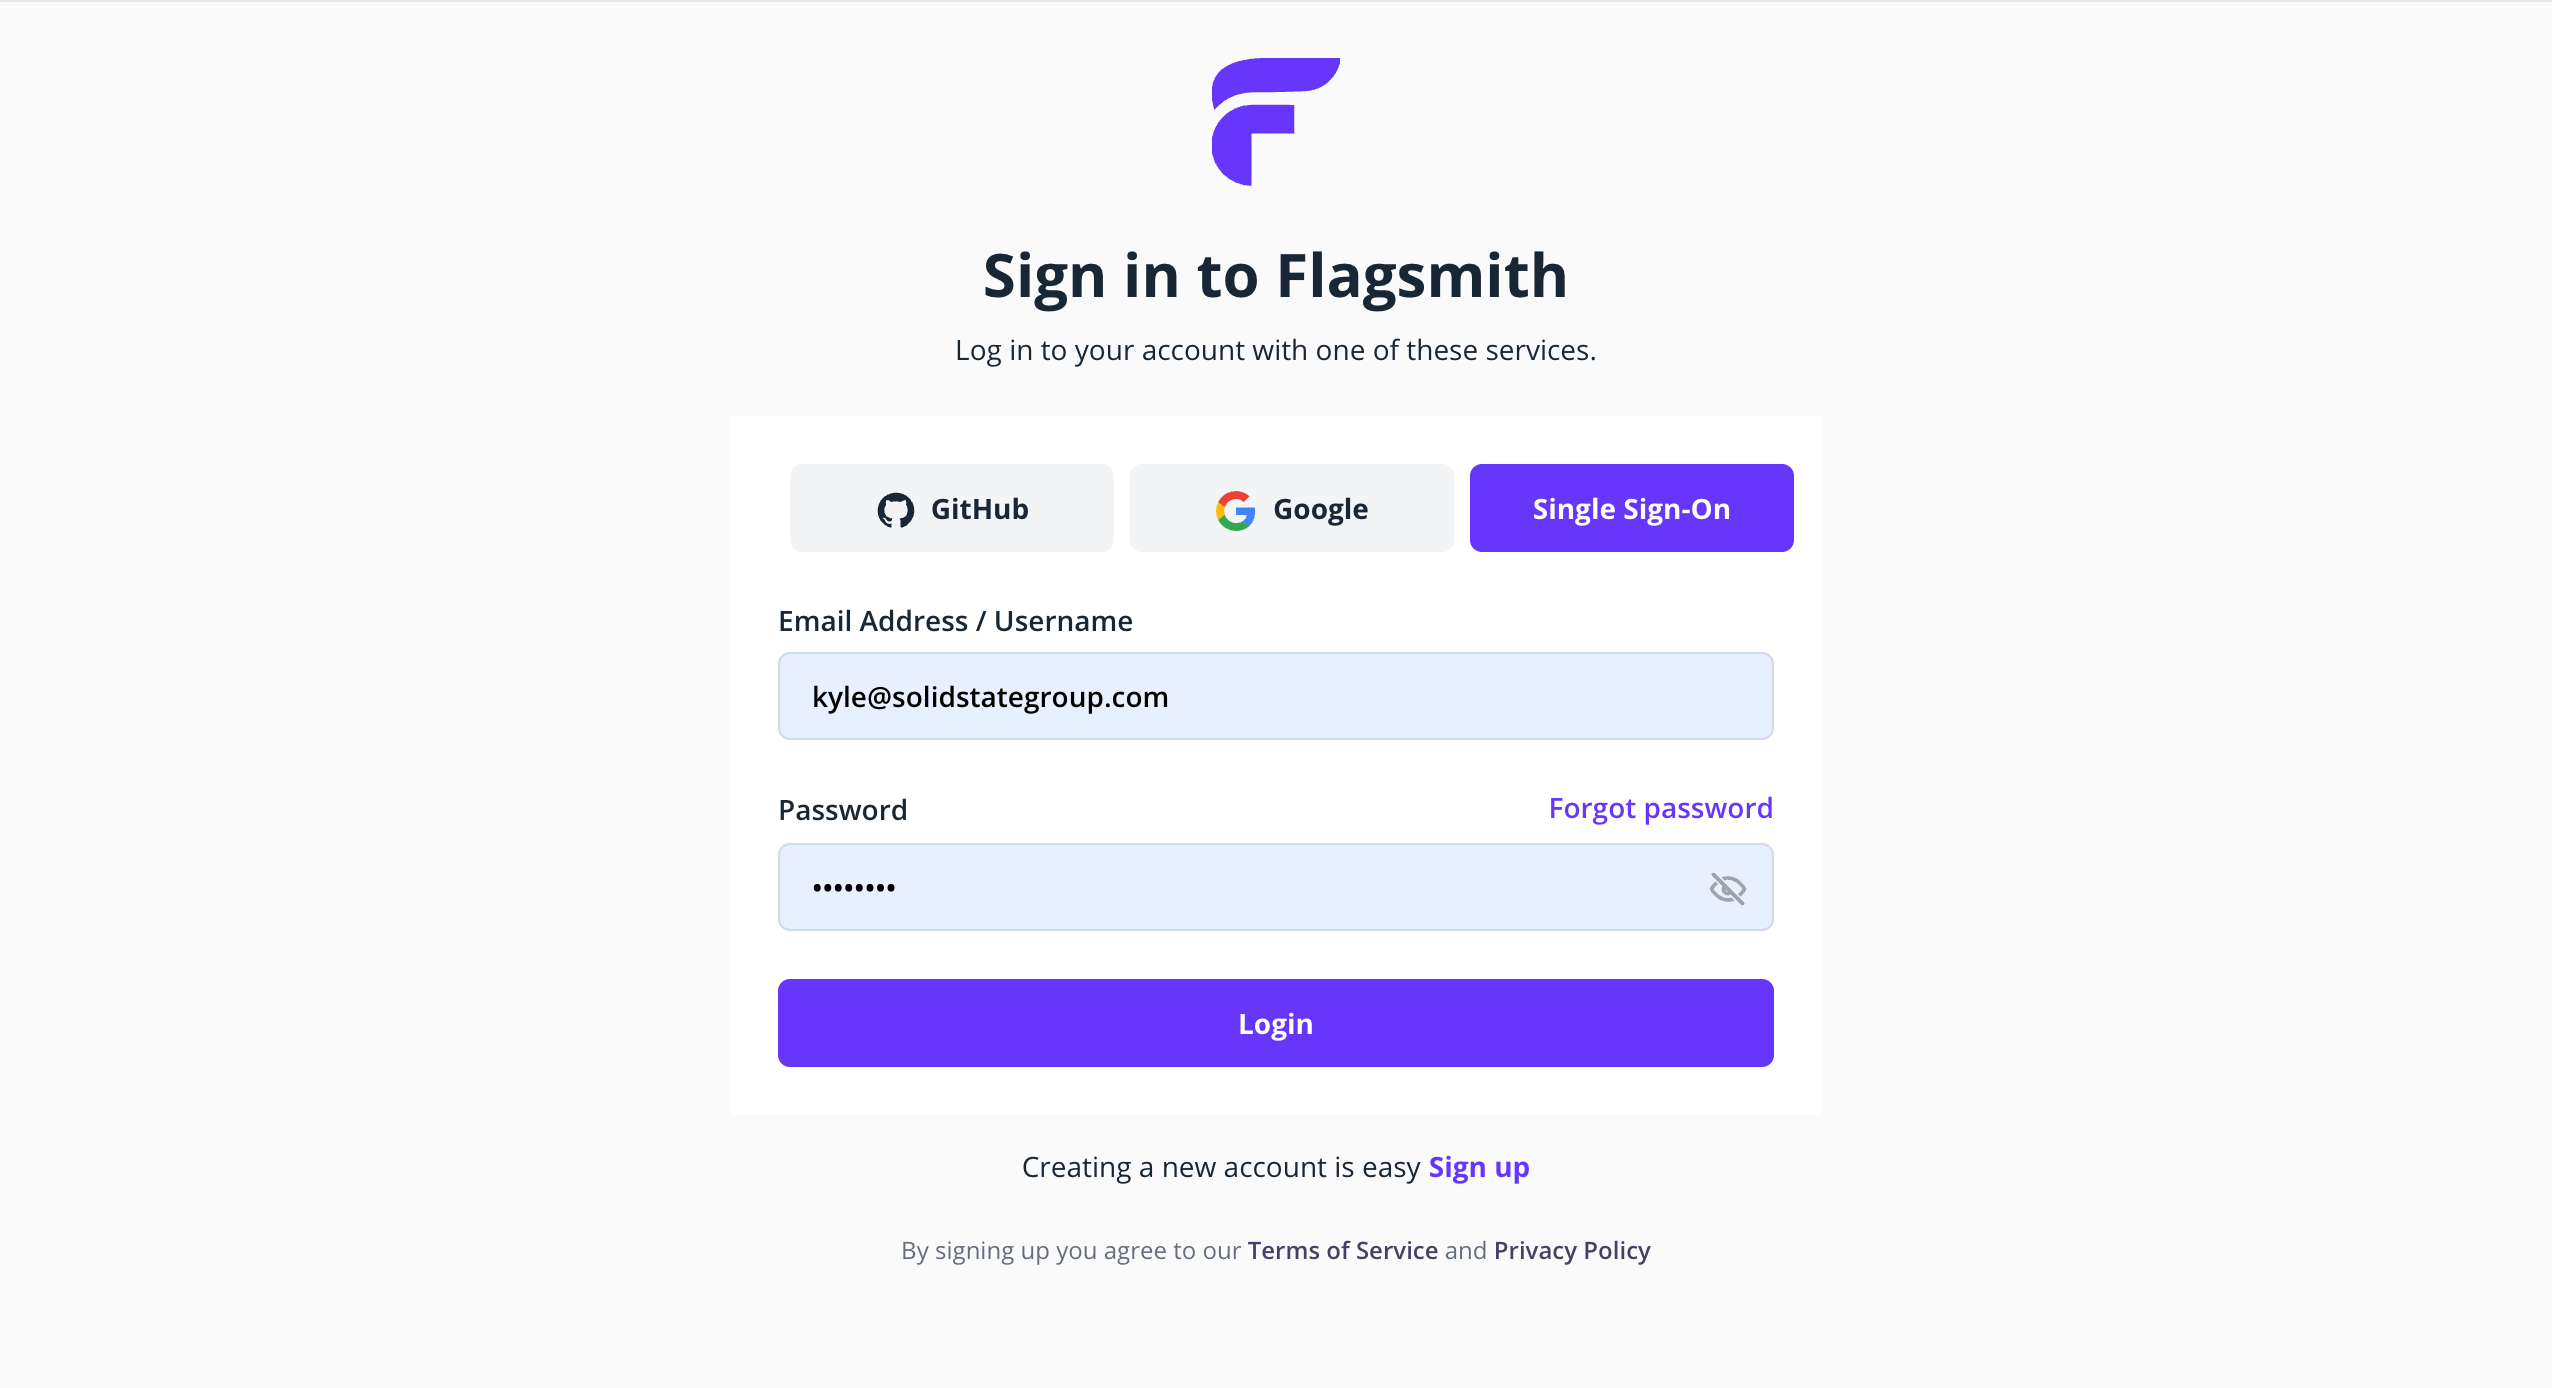 Sign in to Flagsmith
Log in to your account with one of these services.
GitHub
Google
Single Sign-On
Email Address / Username
kyle@solidstategroup.com
Password
Forgot password
••••••••
Login
Creating a new account is easy Sign up
By signing up you agree to our Terms of Service and Privacy Policy